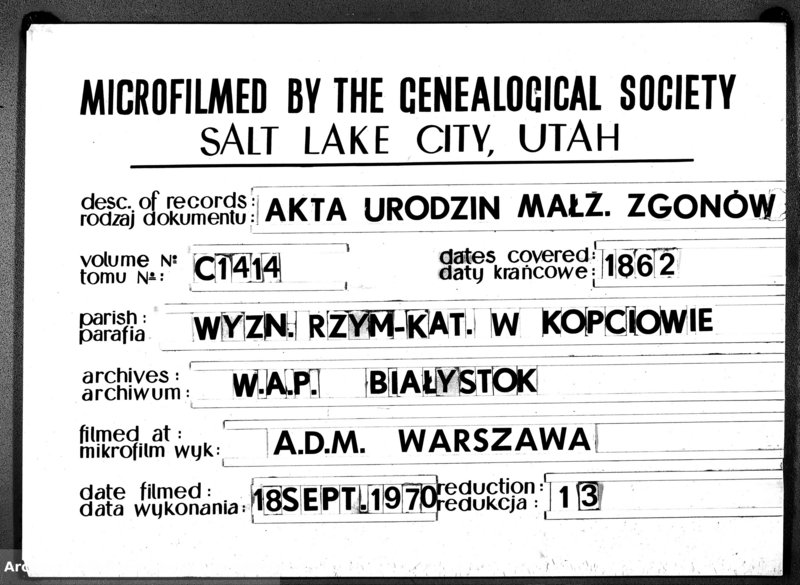 MICROFILMED BY THE GENEALOGICAL SOCIETY
SALT LAKE CITY, UTAH
desc. of records:
rodzaj dokumentu:
AKTA URODZIN MAŁŻ. ZGONÓW
volume №
tomu №:
C1414
dates covered:
daty krańcowe:
1862
parish:
parafia
WYZN. RZYM-KAT. W KOPCIOWIE
archives:
archiwum:
W.A.P. BIAŁYSTOK
filmed at:
mikrofilm wyk:
A.D.M. WARSZAWA
date filmed:
data wykonania:
18SEPT.1970
reduction:
redukcja:
13